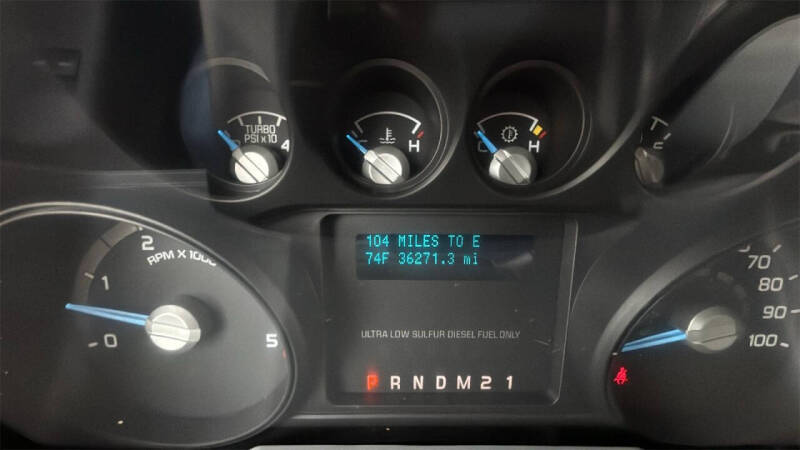 TURBO
PSI X 10
4
H
H
2
RPM X 1000
1
0
5
104 MILES TO E
74F 36271.3 mi
ULTRA LOW SULFUR DIESEL FUEL ONLY
P R N D M 2 1
70
80
90
100